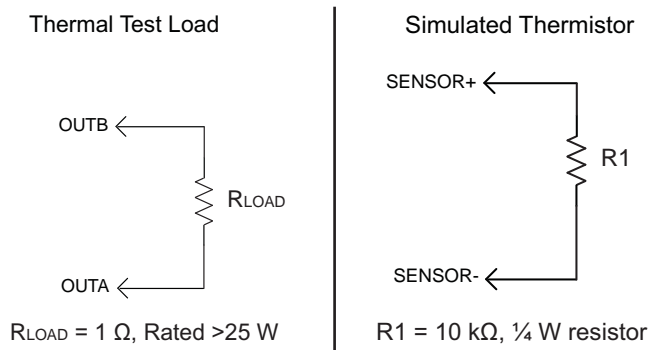 Thermal Test Load
OUTB
RLOAD
OUTA
RLOAD = 1 Ω, Rated >25 W
Simulated Thermistor
SENSOR+
R1
SENSOR-
R1 = 10 kΩ, ¼ W resistor